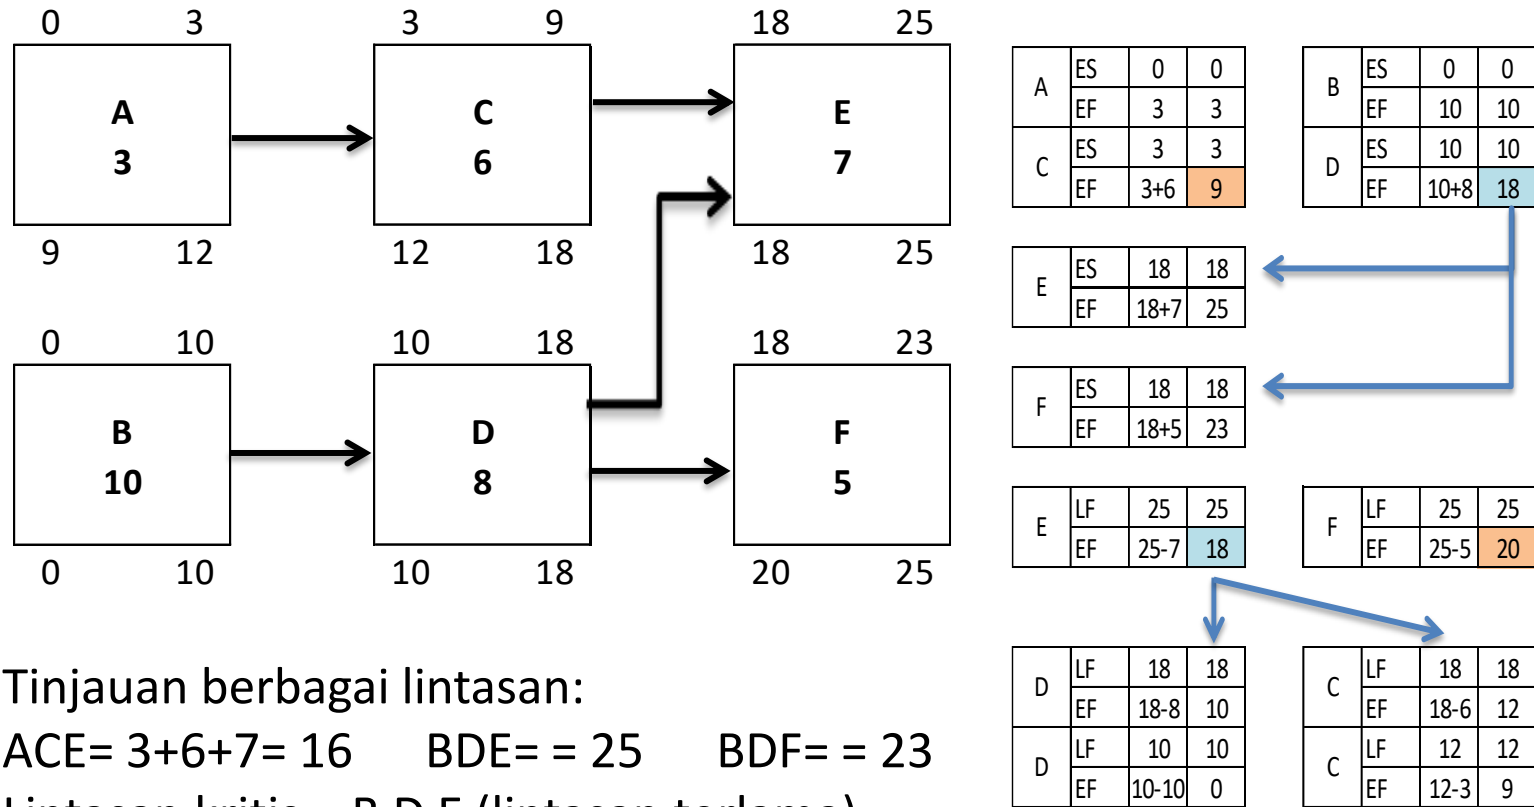 0 3 3 9 18 25
A
3
C
6
E
7
9 12 12 18 18 25
0 10 10 18 18 23
B
10
D
8
F
5
0 10 10 18 20 25
Tinjauan berbagai lintasan:
ACE= 3+6+7= 16 BDE= = 25 BDF= = 23
A ES 0 0
EF 3 3
C ES 3 3
EF 3+6 9
B ES 0 0
EF 10 10
D ES 10 10
EF 10+8 18
E ES 18 18
EF 18+7 25
F ES 18 18
EF 18+5 23
E LF 25 25
EF 25-7 18
F LF 25 25
EF 25-5 20
D LF 18 18
EF 18-8 10
D LF 10 10
EF 10-10 0
C LF 18 18
EF 18-6 12
C LF 12 12
EF 12-3 9